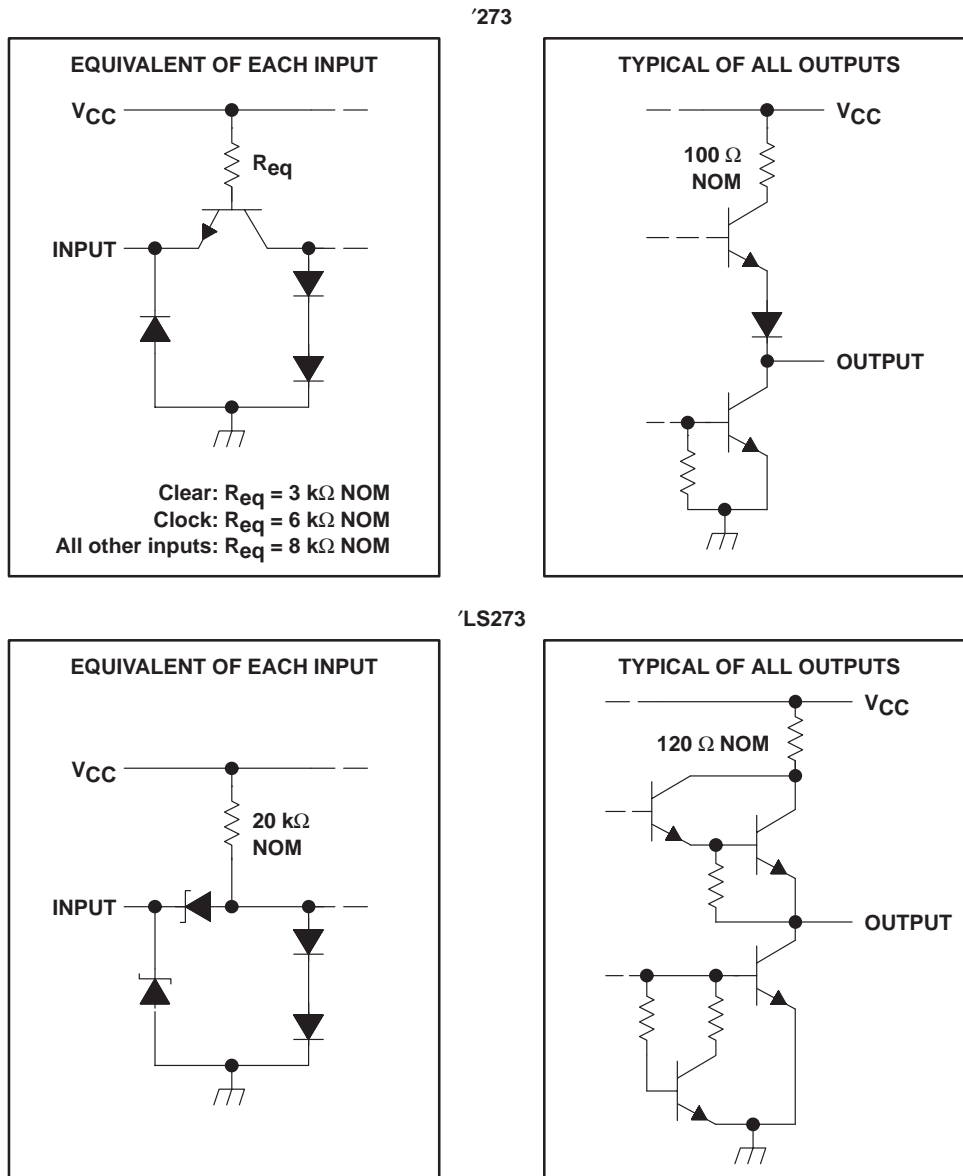 ′273
EQUIVALENT OF EACH INPUT
VCC
Req
INPUT
Clear: Req = 3 kΩ NOM
Clock: Req = 6 kΩ NOM
All other inputs: Req = 8 kΩ NOM
TYPICAL OF ALL OUTPUTS
VCC
100 Ω
NOM
OUTPUT
′LS273
EQUIVALENT OF EACH INPUT
VCC
20 kΩ
NOM
INPUT
TYPICAL OF ALL OUTPUTS
VCC
120 Ω NOM
OUTPUT